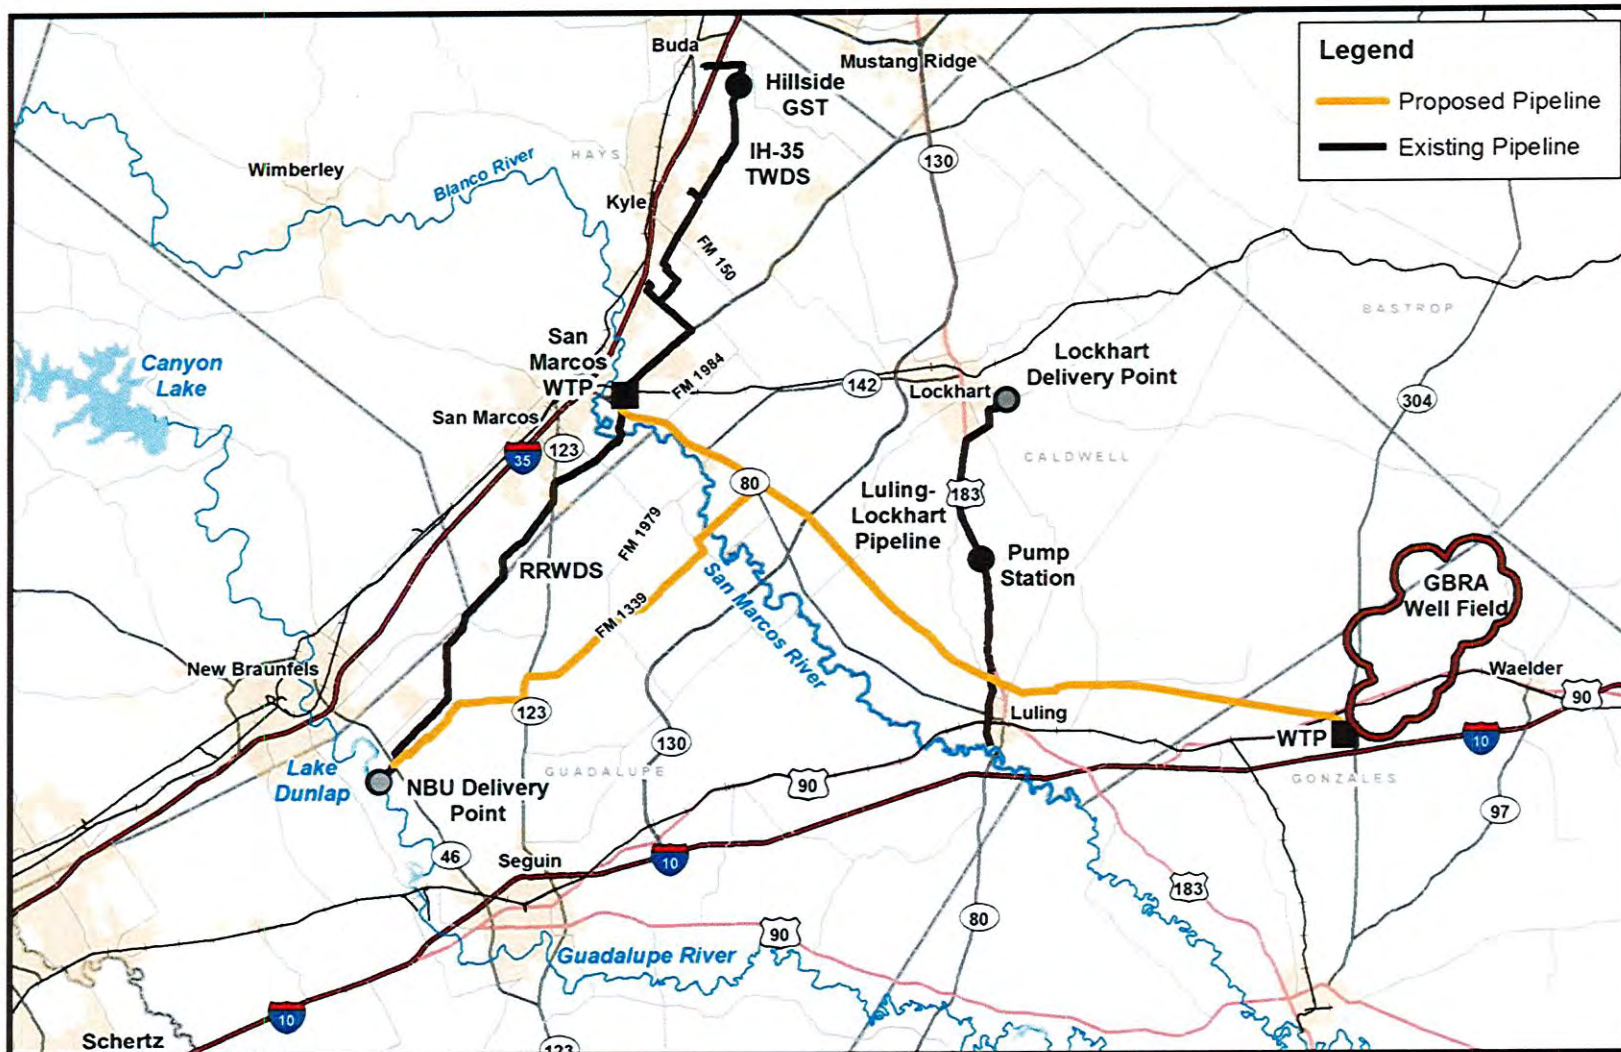 Buda
Mustang Ridge
Hillside
GST
Legend
Proposed Pipeline
Existing Pipeline
HAYS
IH-35
TWDS
130
Wimberley
Blanco River
Kyle
FM 150
BASTROP
San
Marcos
WTP
Canyon
Lake
FM 1984
142
Lockhart
Lockhart
Delivery Point
304
San Marcos
35
123
80
CALDWELL
183
Luling-
Lockhart
Pipeline
FM 1979
RRWDS
FM 1339
San Marcos River
Pump
Station
GBRA
Well Field
New Braunfels
Waelder
90
123
130
Luling
WTP
10
Lake
Dunlap
NBU Delivery
Point
GUADALUPE
90
GONZALES
97
46
Seguin
10
183
80
90
Guadalupe River
10
Schertz
123